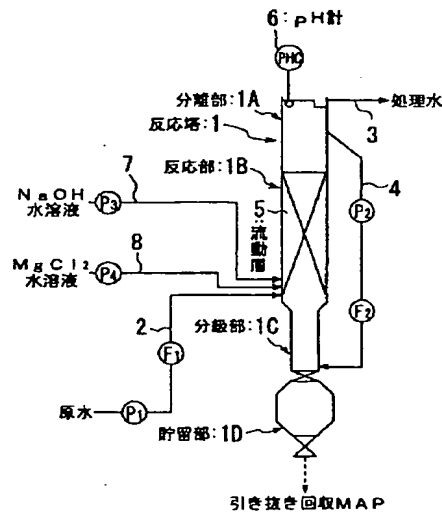 6:PH計
PHC
分離部:1A
処理水
反応塔:1
3
7
反応部:1B
4
NaOH
水溶液
P3
5:流動層
P2
8
MgCl2
水溶液
P4
2
分級部:1C
F1
F2
原水
P1
貯留部:1D
引き抜き回収MAP